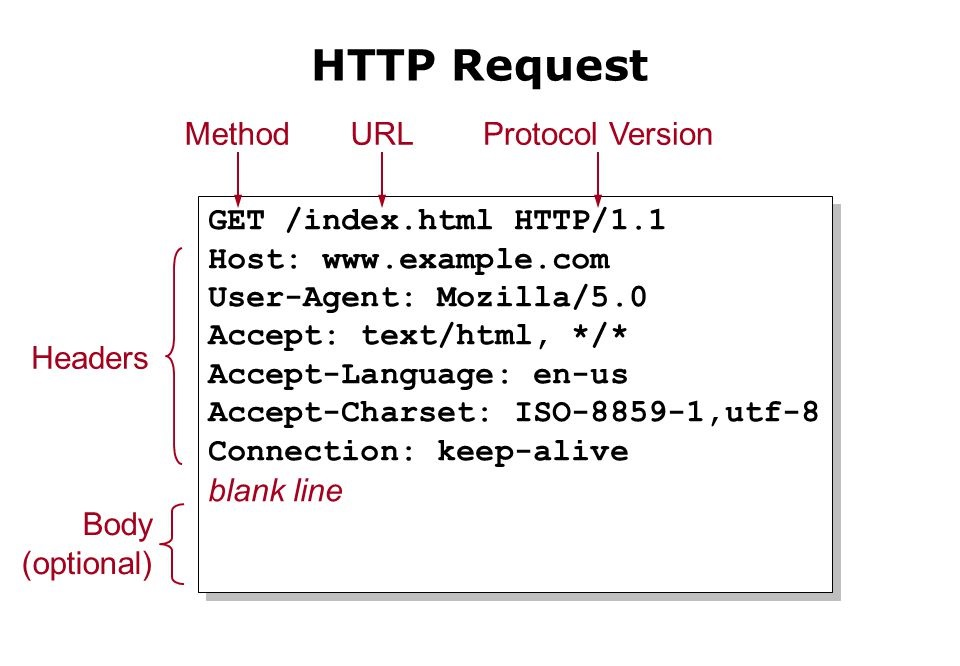 HTTP Request
Method URL Protocol Version
GET /index.html HTTP/1.1
Host: www.example.com
User-Agent: Mozilla/5.0
Accept: text/html, */*
Headers
Accept-Language: en-us
Accept-Charset: ISO-8859-1,utf-8
Connection: keep-alive
blank line
Body
(optional)